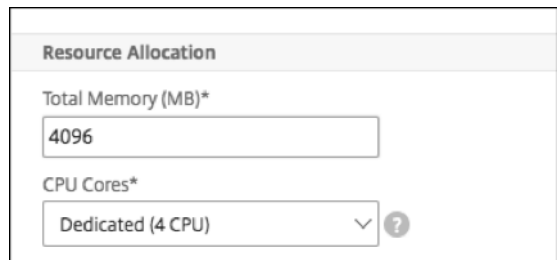 Resource Allocation
Total Memory (MB)*
4096
CPU Cores*
Dedicated (4 CPU)
?